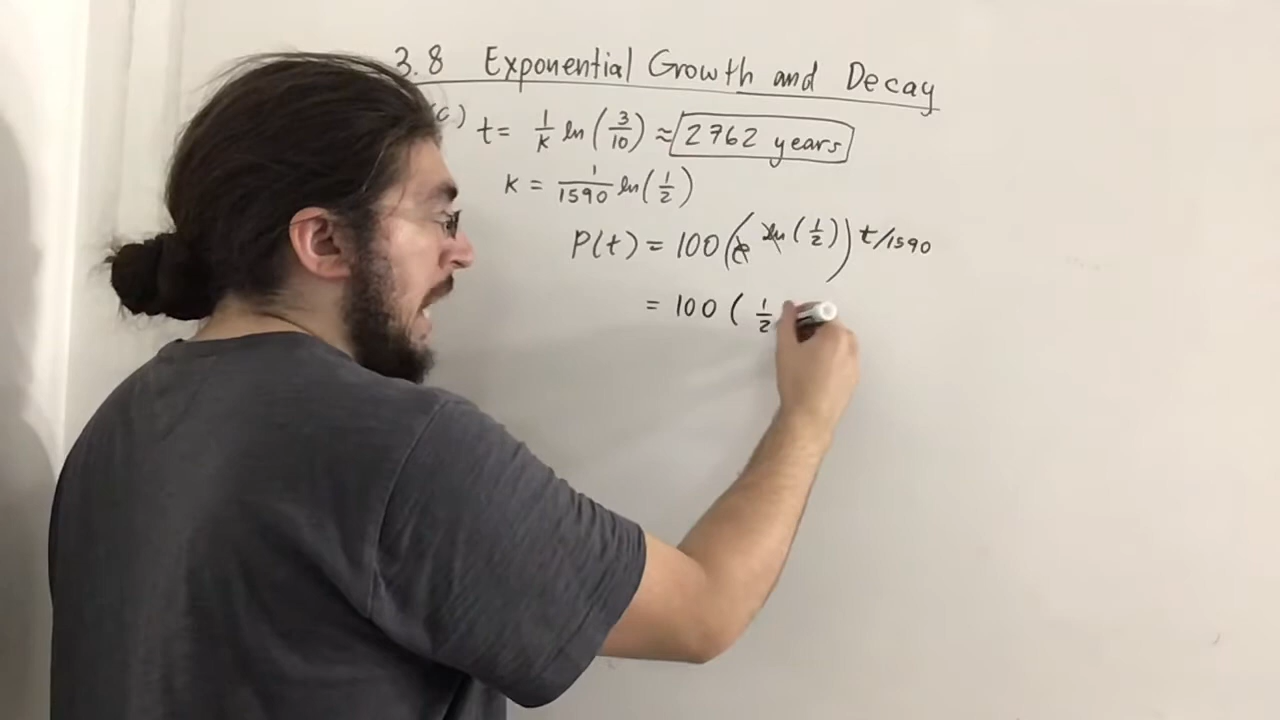 3.8 Exponential Growth and Decay
(c) t = 1/k ln(3/10) ≈ 2762 years
k = 1/1590 ln(1/2)
P(t) = 100(e^ln(1/2))^t/1590
= 100 ( 1/2